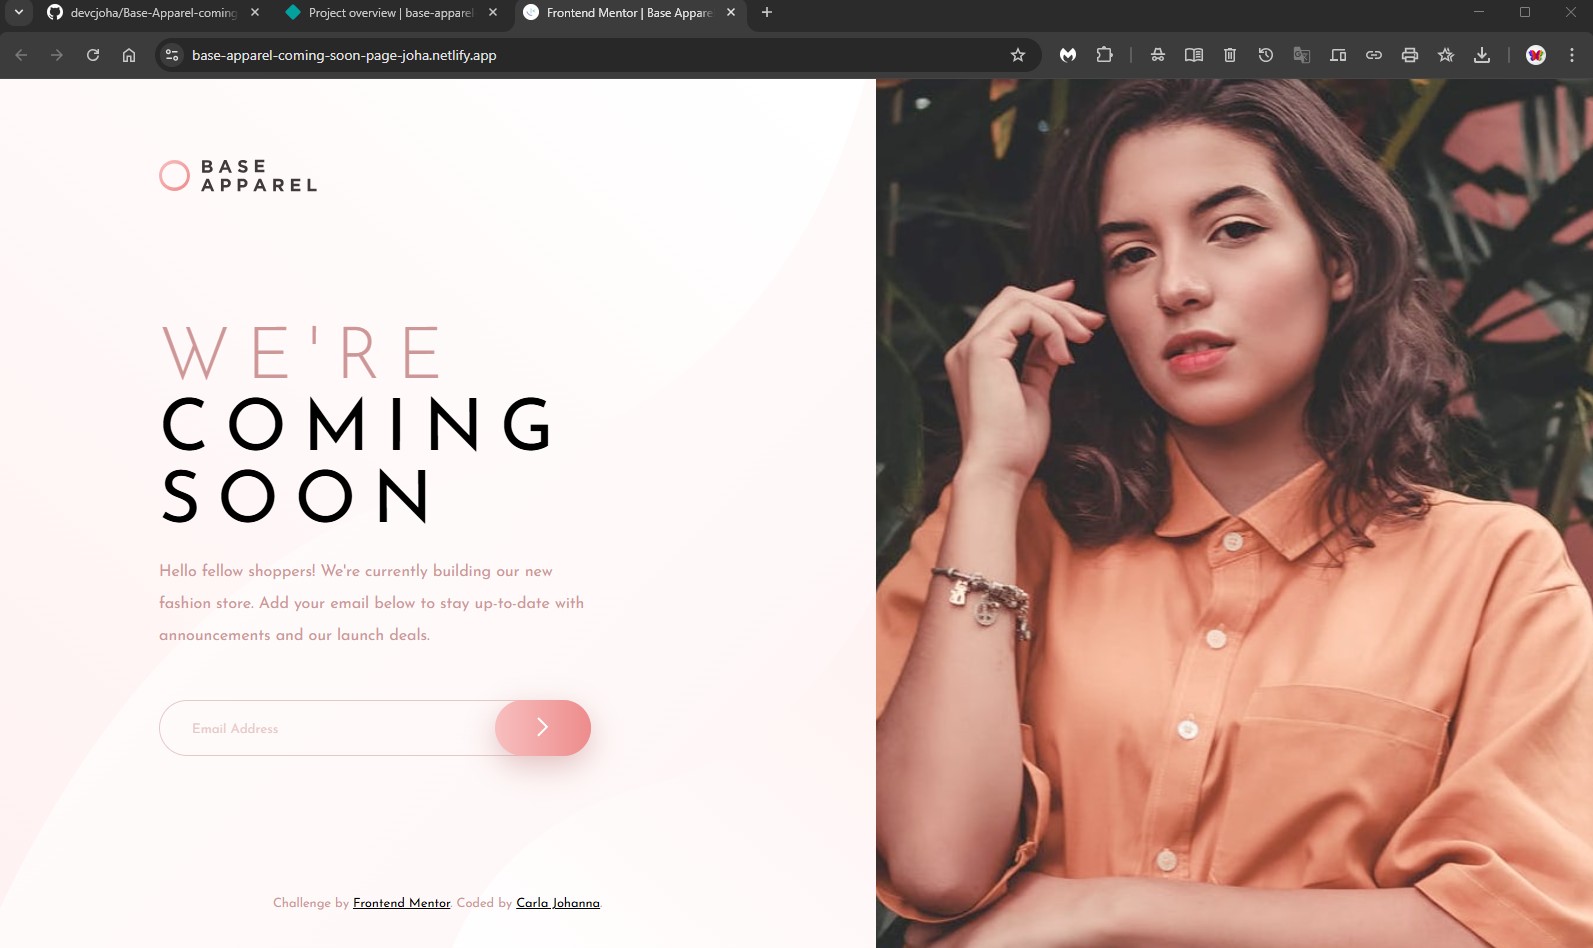 devcjoha/Base-Apparel-coming
Project overview | base-apparel
Frontend Mentor | Base Appare
base-apparel-coming-soon-page-joha.netlify.app
BASE
APPAREL
WE'RE
COMING
SOON
Hello fellow shoppers! We're currently building our new
fashion store. Add your email below to stay up-to-date with
announcements and our launch deals.
Email Address
Challenge by Frontend Mentor. Coded by Carla Johanna.